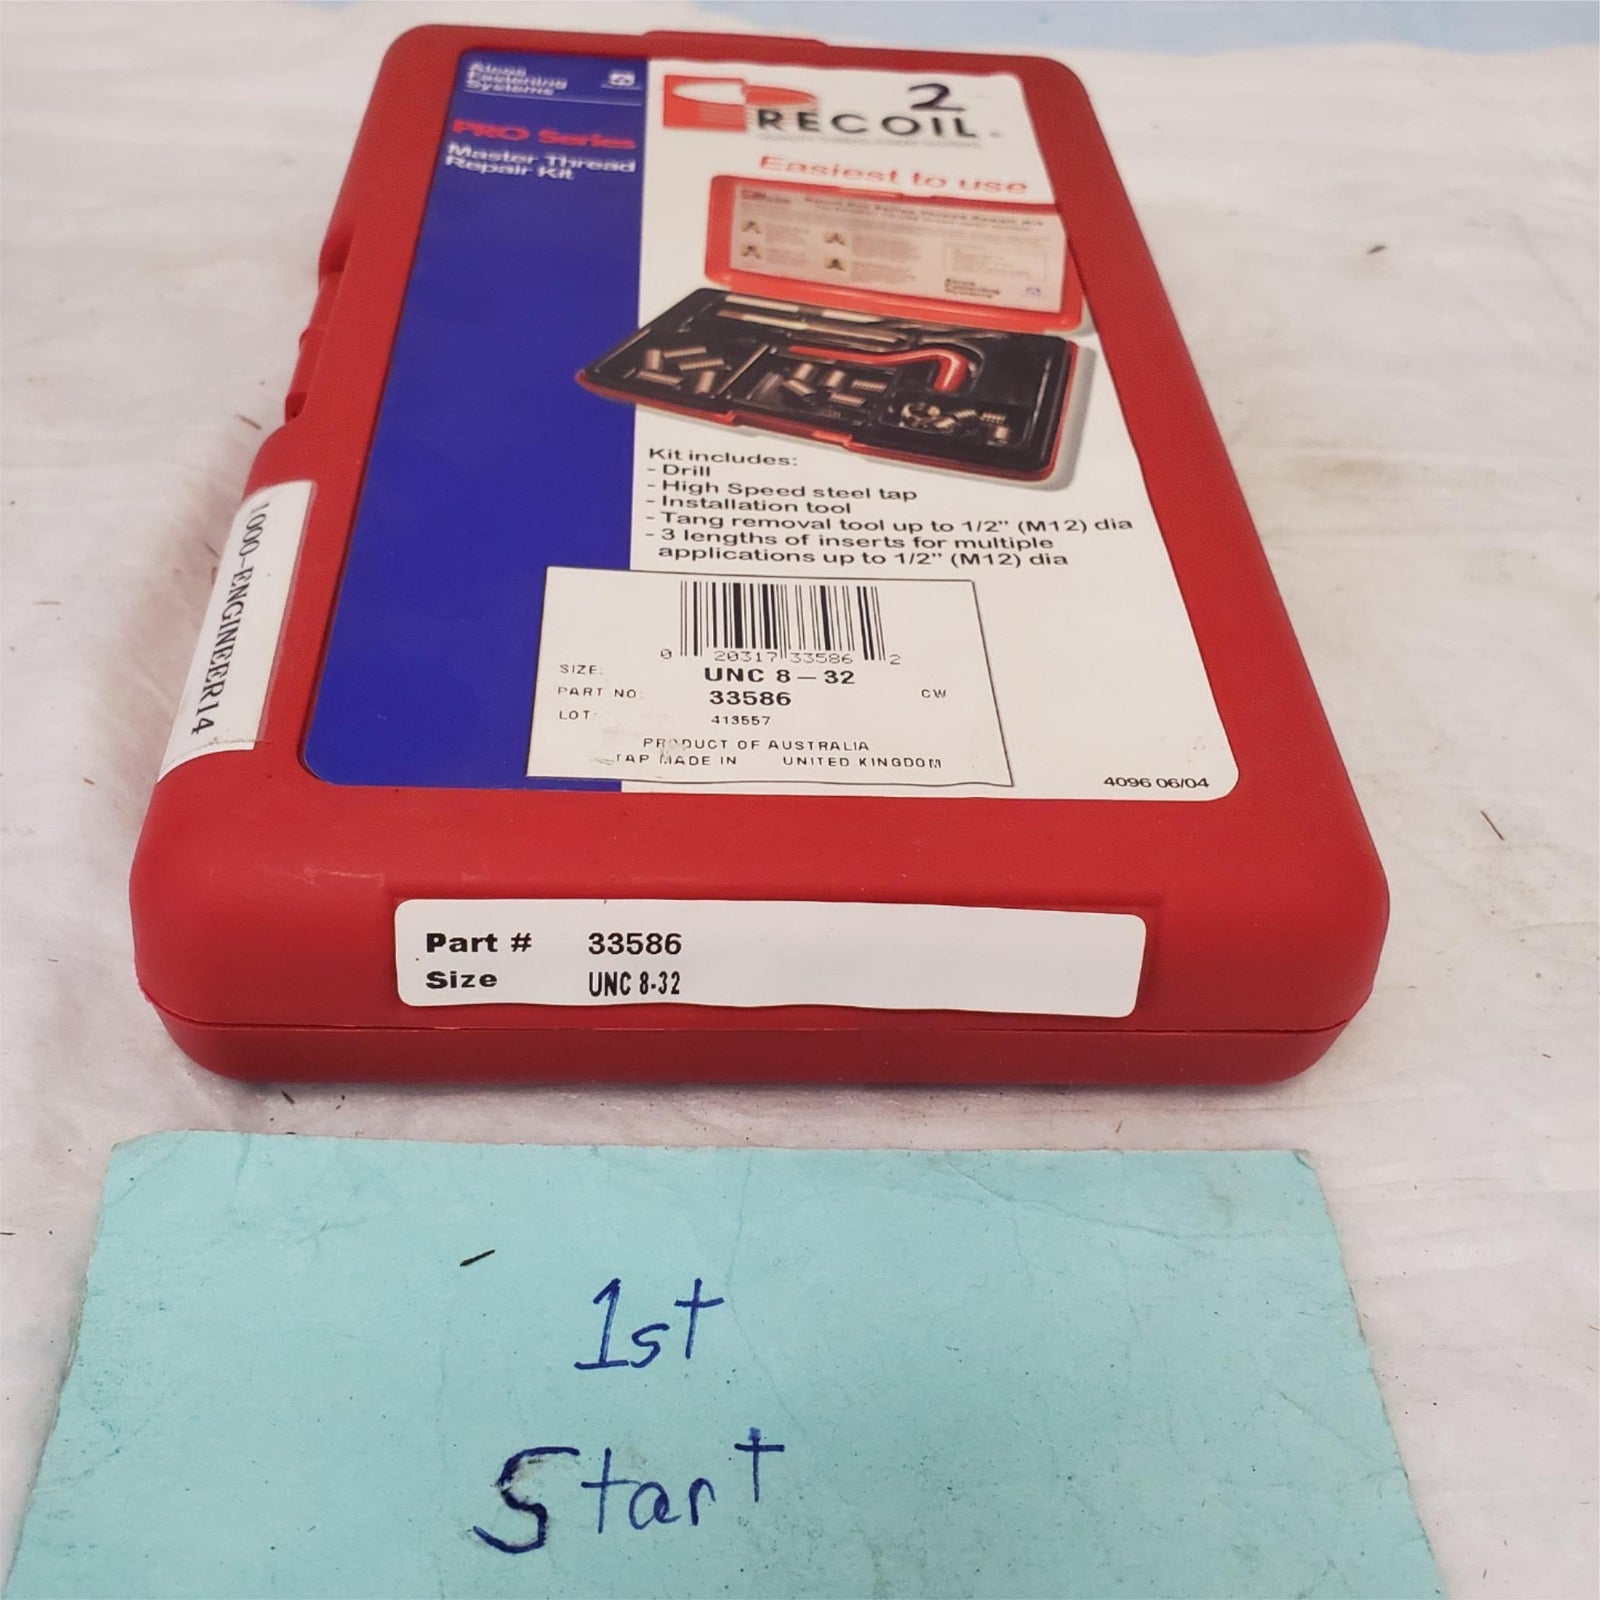 Alcoa
Fastening
Systems
PRO Series
Master Thread
Repair Kit
2
RECOIL
Easiest to use
Alcoa
Fastening
Systems
Kit includes:
- Drill
- High Speed steel tap
- Installation tool
- Tang removal tool up to 1/2" (M12) dia
- 3 lengths of inserts for multiple
applications up to 1/2" (M12) dia
0 20317 33586 2
SIZE: UNC 8-32
PART NO: 33586 CW
LOT: 413557
PRODUCT OF AUSTRALIA
TAP MADE IN UNITED KINGDOM
4096 06/04
1000-ENGINEER14
Part # 33586
Size UNC 8-32
1st
Start